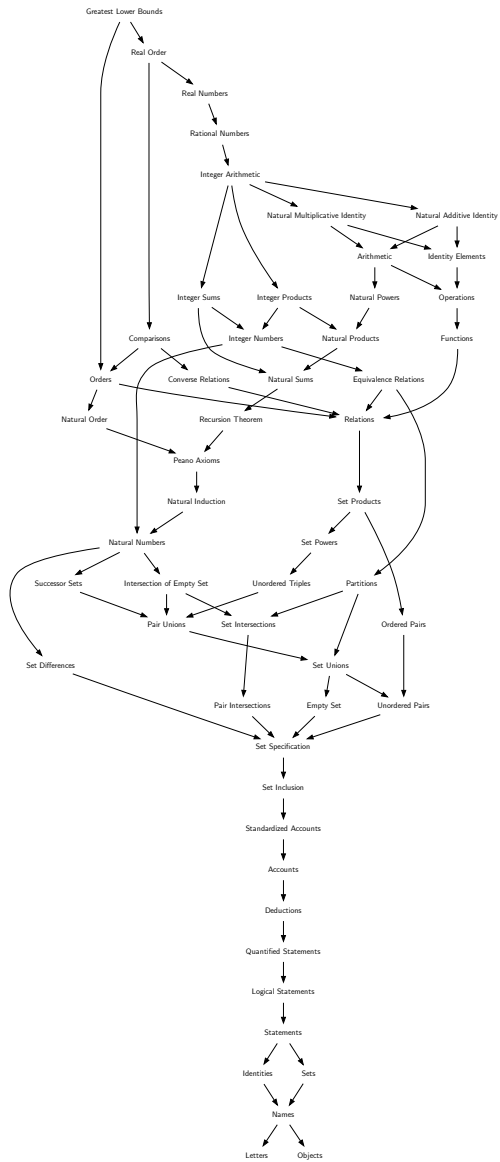 Greatest Lower Bounds
Real Order
Real Numbers
Rational Numbers
Integer Arithmetic
Natural Multiplicative Identity
Natural Additive Identity
Arithmetic
Identity Elements
Integer Sums
Integer Products
Natural Powers
Operations
Comparisons
Integer Numbers
Natural Products
Functions
Orders
Converse Relations
Natural Sums
Equivalence Relations
Natural Order
Recursion Theorem
Relations
Peano Axioms
Natural Induction
Set Products
Natural Numbers
Set Powers
Successor Sets
Intersection of Empty Set
Unordered Triples
Partitions
Pair Unions
Set Intersections
Ordered Pairs
Set Differences
Set Unions
Pair Intersections
Empty Set
Unordered Pairs
Set Specification
Set Inclusion
Standardized Accounts
Accounts
Deductions
Quantified Statements
Logical Statements
Statements
Identities
Sets
Names
Letters
Objects